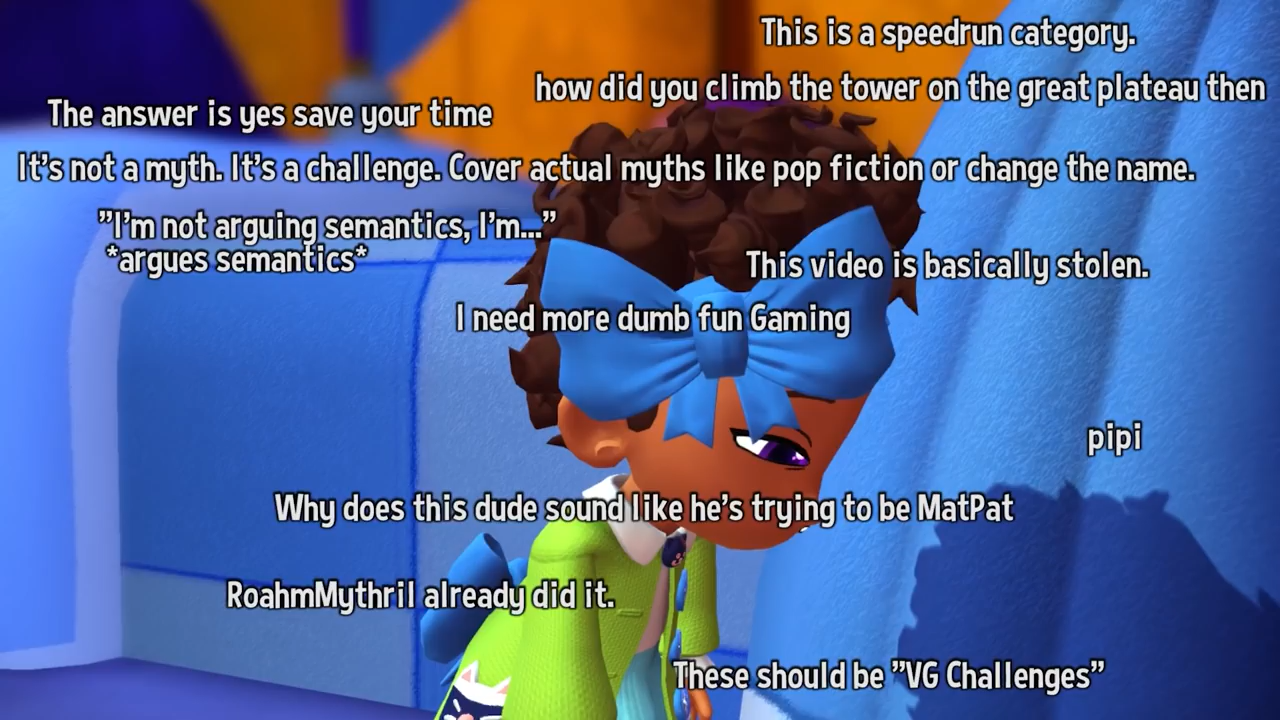 This is a speedrun category.
how did you climb the tower on the great plateau then
The answer is yes save your time
It's not a myth. It's a challenge. Cover actual myths like pop fiction or change the name.
"I'm not arguing semantics, I'm..."
*argues semantics*
This video is basically stolen.
I need more dumb fun Gaming
pipi
Why does this dude sound like he's trying to be MatPat
RoahmMythril already did it.
These should be "VG Challenges"